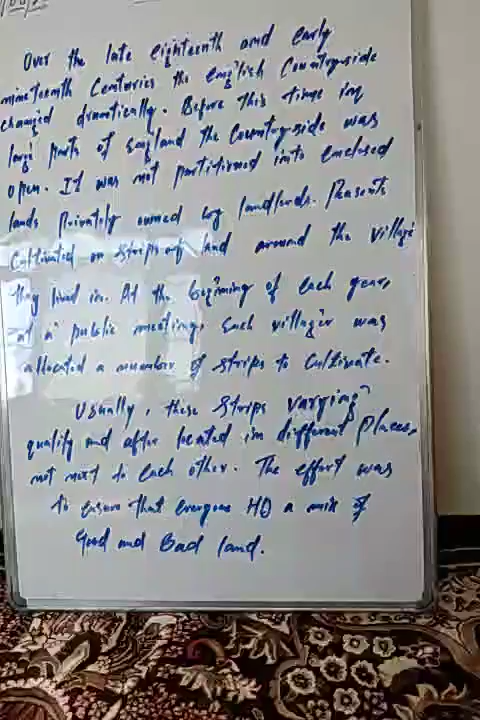 Over the late eighteenth and early
nineteenth Centuries the english Countryside
changed dramatically. Before this time in
large parts of England the Countryside was
open. It was not partitioned into enclosed
lands Privately owned by landlords. Peasents
Cultivated on strips of land around the village
they lived in. At the beginning of each year,
at a public meeting, each villager was
allocated a number of strips to Cultivate.
Usually, these strips varying
quality and often located in different Places,
not next to each other. The effort was
to ensure that everyone HD a mix of
Good and Bad land.